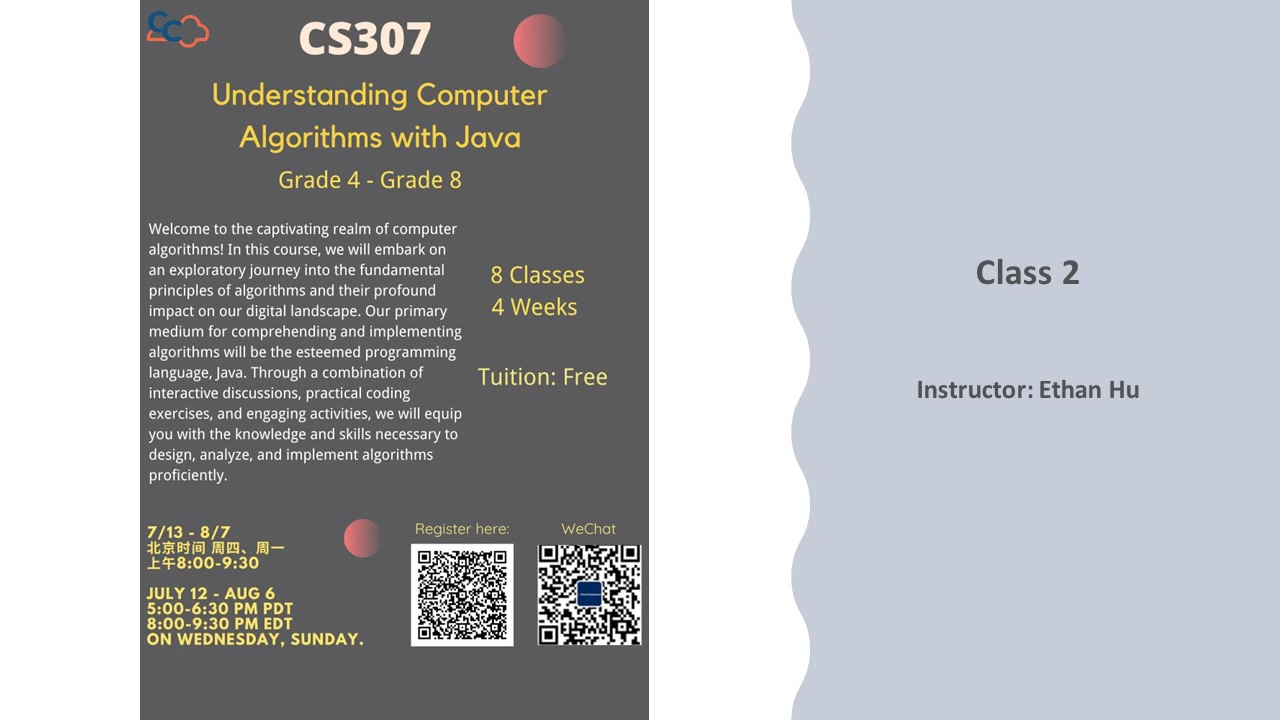 CC
CS307
Understanding Computer
Algorithms with Java
Grade 4 - Grade 8
Welcome to the captivating realm of computer
algorithms! In this course, we will embark on
an exploratory journey into the fundamental
principles of algorithms and their profound
impact on our digital landscape. Our primary
medium for comprehending and implementing
algorithms will be the esteemed programming
language, Java. Through a combination of
interactive discussions, practical coding
exercises, and engaging activities, we will equip
you with the knowledge and skills necessary to
design, analyze, and implement algorithms
proficiently.
8 Classes
4 Weeks
Tuition: Free
7/13 - 8/7
北京时间 周四、周一
上午8:00-9:30
JULY 12 - AUG 6
5:00-6:30 PM PDT
8:00-9:30 PM EDT
ON WEDNESDAY, SUNDAY.
Register here:
WeChat
Class 2
Instructor: Ethan Hu